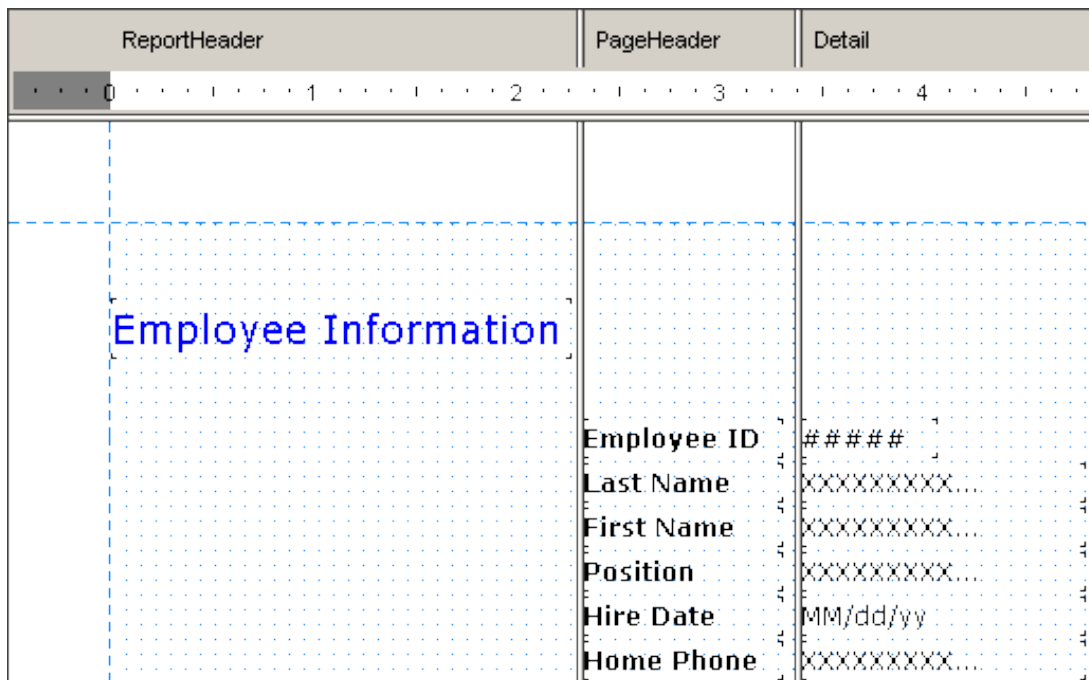 ReportHeader PageHeader Detail
0 1 2 3 4
Employee Information
Employee ID #####
Last Name XXXXXXXXX...
First Name XXXXXXXXX...
Position XXXXXXXXX...
Hire Date MM/dd/yy
Home Phone XXXXXXXXX...